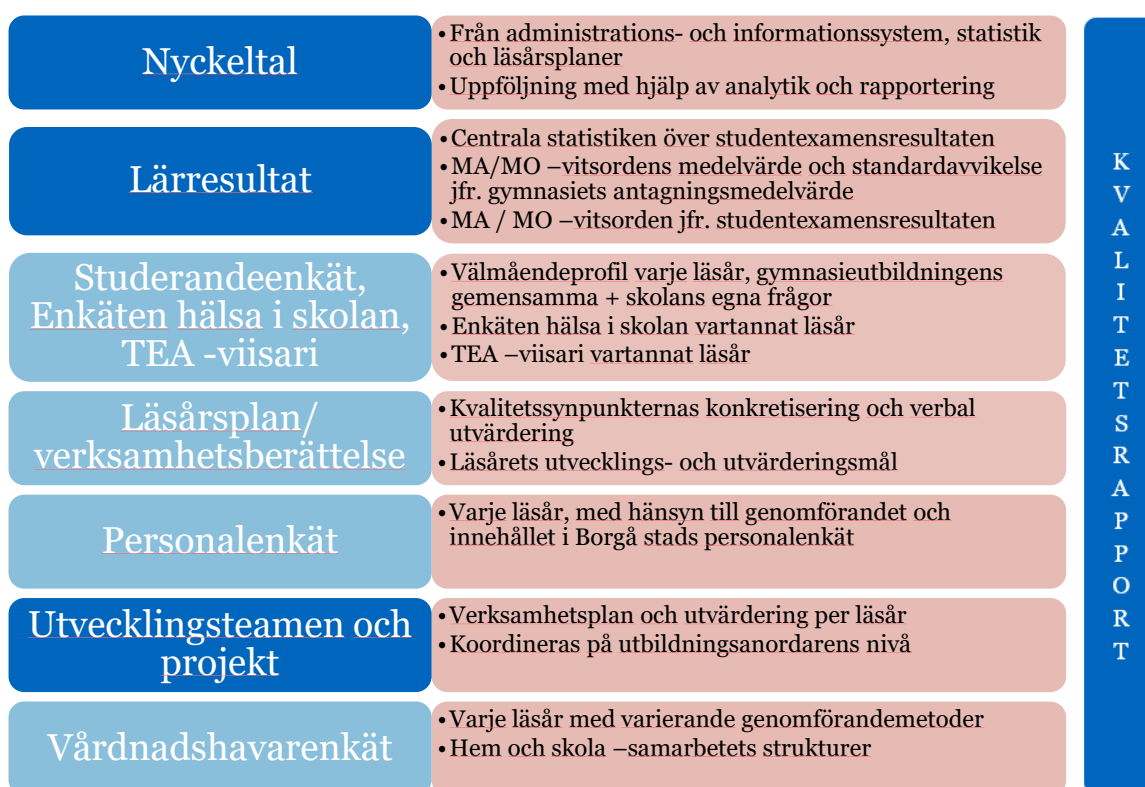 Nyckeltal
•Från administrations- och informationssystem, statistik
och läsårsplaner
•Uppföljning med hjälp av analytik och rapportering
Lärresultat
•Centrala statistiken över studentexamensresultaten
•MA/MO –vitsordens medelvärde och standardavvikelse
jfr. gymnasiets antagningsmedelvärde
•MA / MO –vitsorden jfr. studentexamensresultaten
Studerandeenkät,
Enkäten hälsa i skolan,
TEA -viisari
•Välmåendeprofil varje läsår, gymnasieutbildningens
gemensamma + skolans egna frågor
•Enkäten hälsa i skolan vartannat läsår
•TEA –viisari vartannat läsår
Läsårsplan/
verksamhetsberättelse
•Kvalitetssynpunkternas konkretisering och verbal
utvärdering
•Läsårets utvecklings- och utvärderingsmål
Personalenkät
•Varje läsår, med hänsyn till genomförandet och
innehållet i Borgå stads personalenkät
Utvecklingsteamen och
projekt
•Verksamhetsplan och utvärdering per läsår
•Koordineras på utbildningsanordarens nivå
Vårdnadshavarenkät
•Varje läsår med varierande genomförandemetoder
•Hem och skola –samarbetets strukturer
KVALITETSRAPPORT